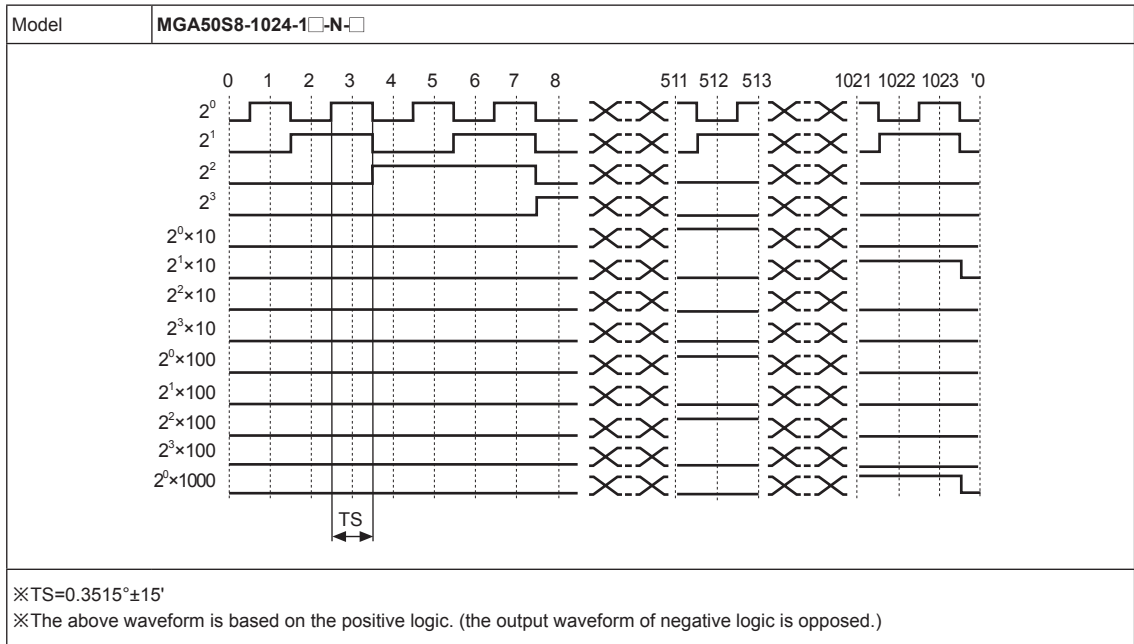 Model MGA50S8-1024-1□-N-□
0 1 2 3 4 5 6 7 8 511 512 513 1021 1022 1023 '0
2⁰
2¹
2²
2³
2⁰×10
2¹×10
2²×10
2³×10
2⁰×100
2¹×100
2²×100
2³×100
2⁰×1000
TS
※TS=0.3515°±15'
※The above waveform is based on the positive logic. (the output waveform of negative logic is opposed.)